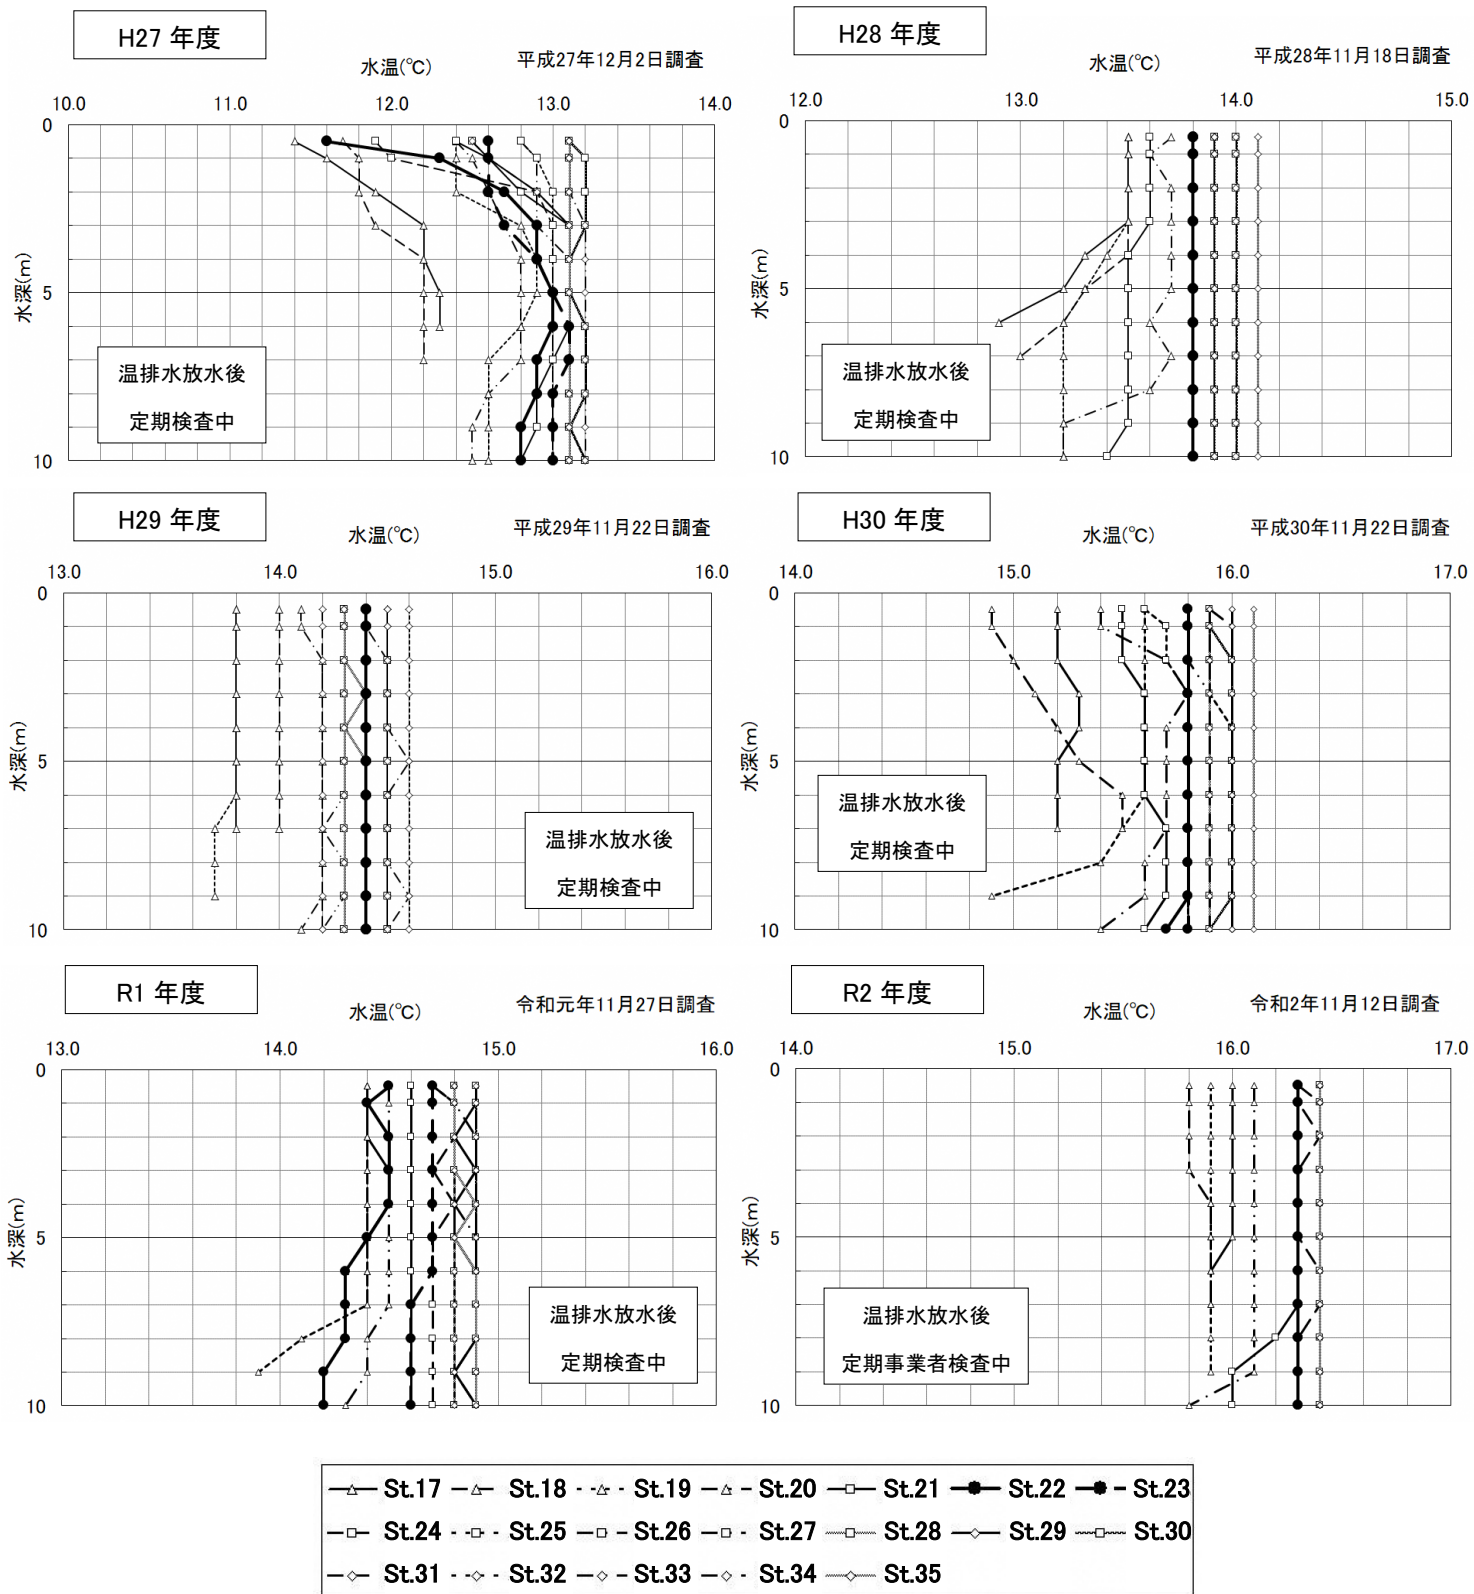 H27 年度
平成27年12月2日調査
水温(℃)
10.0 11.0 12.0 13.0 14.0
0
5
10
水深(m)
温排水放水後
定期検査中
H28 年度
平成28年11月18日調査
水温(℃)
12.0 13.0 14.0 15.0
0
5
10
水深(m)
温排水放水後
定期検査中
H29 年度
平成29年11月22日調査
水温(℃)
13.0 14.0 15.0 16.0
0
5
10
水深(m)
温排水放水後
定期検査中
H30 年度
平成30年11月22日調査
水温(℃)
14.0 15.0 16.0 17.0
0
5
10
水深(m)
温排水放水後
定期検査中
R1 年度
令和元年11月27日調査
水温(℃)
13.0 14.0 15.0 16.0
0
5
10
水深(m)
温排水放水後
定期検査中
R2 年度
令和2年11月12日調査
水温(℃)
14.0 15.0 16.0 17.0
0
5
10
水深(m)
温排水放水後
定期事業者検査中
St.17 St.18 St.19 St.20 St.21 St.22 St.23
St.24 St.25 St.26 St.27 St.28 St.29 St.30
St.31 St.32 St.33 St.34 St.35